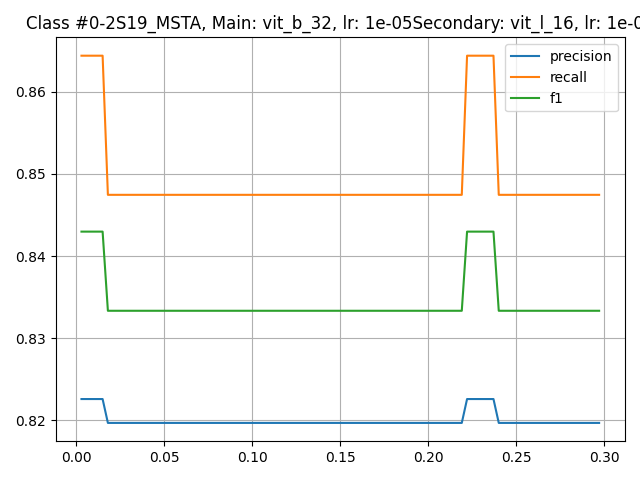 Class #0-2S19_MSTA, Main: vit_b_32, lr: 1e-05Secondary: vit_l_16, lr: 1e-0
precision
recall
f1
0.86
0.85
0.84
0.83
0.82
0.00 0.05 0.10 0.15 0.20 0.25 0.30